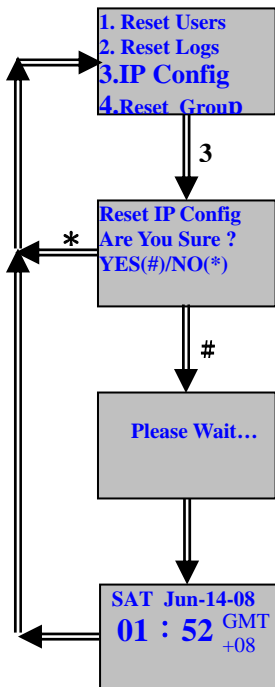 1. Reset Users
2. Reset Logs
3.IP Config
4.Reset Group
3
Reset IP Config
Are You Sure ?
YES(#)/NO(*)
*
#
Please Wait…
SAT Jun-14-08
01 : 52 GMT
+08